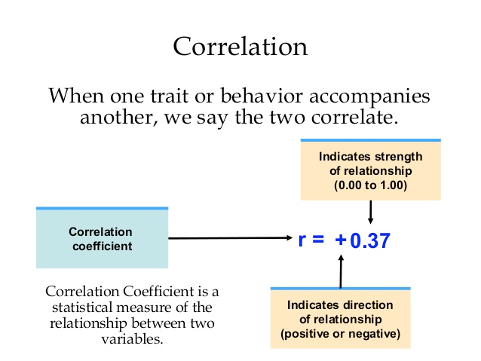 Correlation
When one trait or behavior accompanies
another, we say the two correlate.
Indicates strength
of relationship
(0.00 to 1.00)
Correlation
coefficient
r = +0.37
Correlation Coefficient is a
statistical measure of the
relationship between two
variables.
Indicates direction
of relationship
(positive or negative)